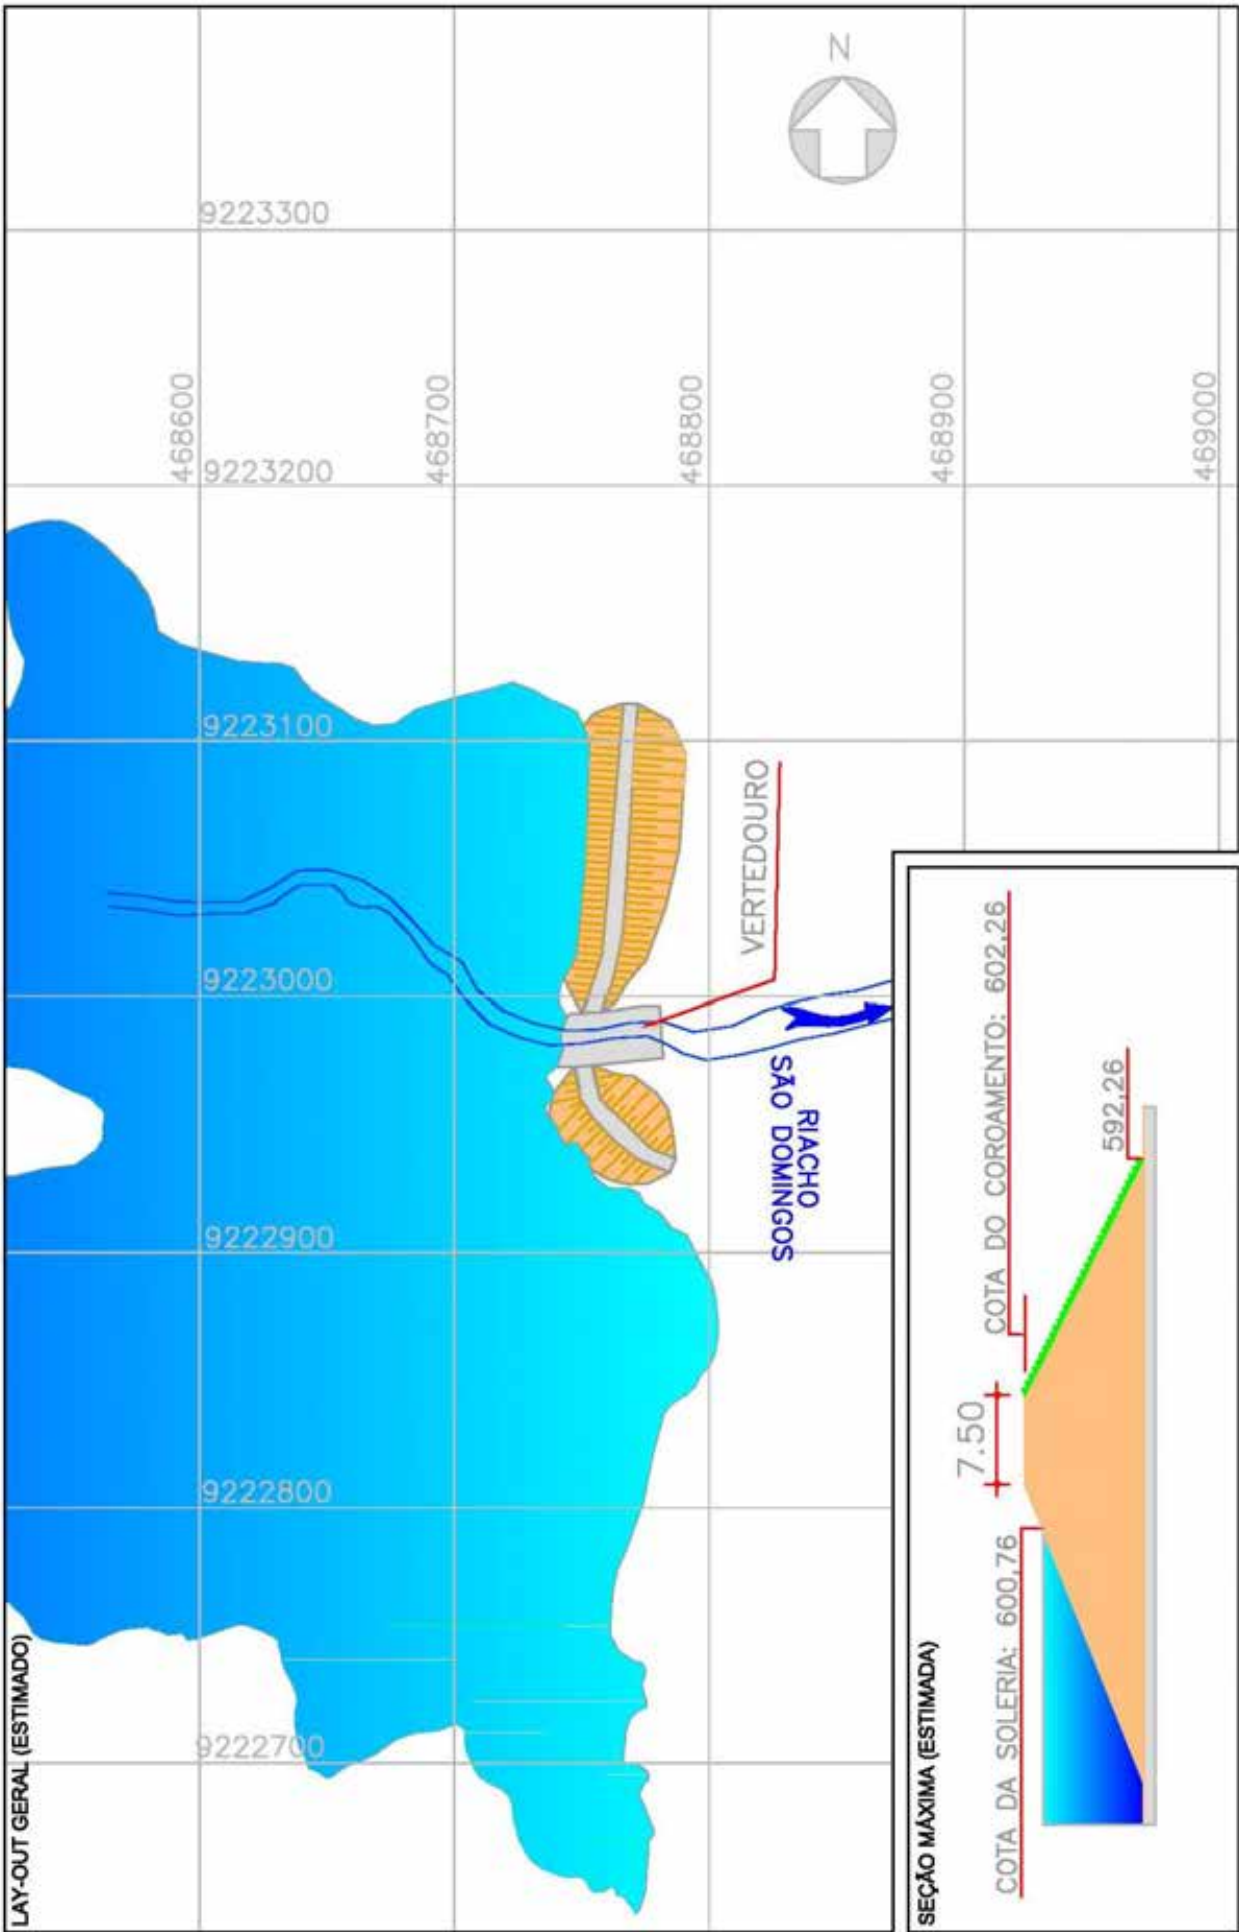 LAY-OUT GERAL (ESTIMADO)
N
9223300
9223200
9223100
9223000
9222900
9222800
9222700
468600
468700
468800
468900
469000
VERTEDOURO
RIACHO
SÃO DOMINGOS
SEÇÃO MÁXIMA (ESTIMADA)
COTA DA SOLERIA: 600,76
7.50
COTA DO COROAMENTO: 602,26
592,26